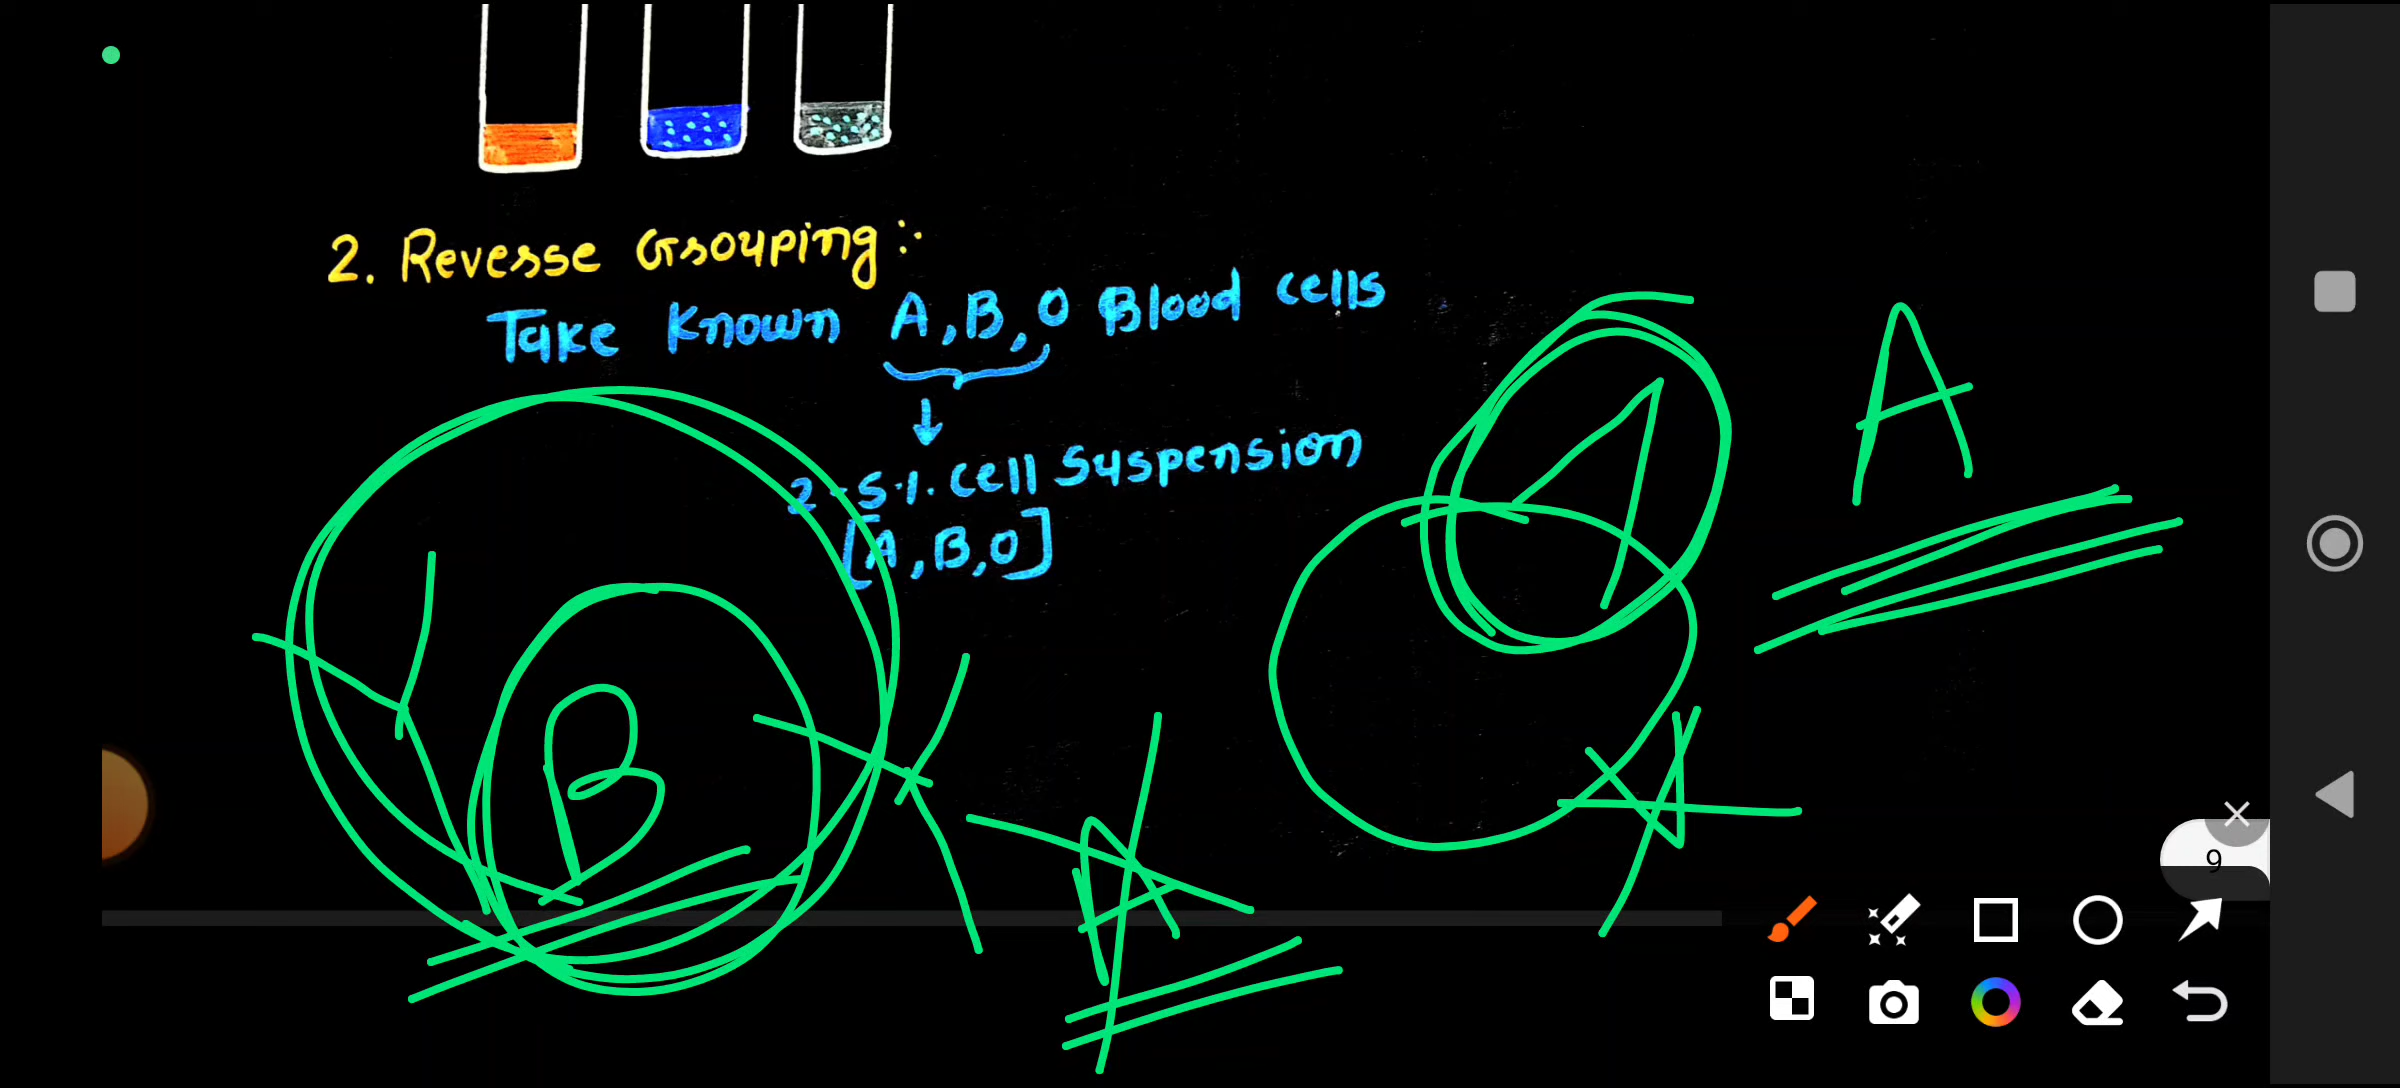 2. Reverse Grouping :-
Take Known A, B, O Blood cells
2-5%. Cell Suspension
[A, B, O]
A
A
B
A
9